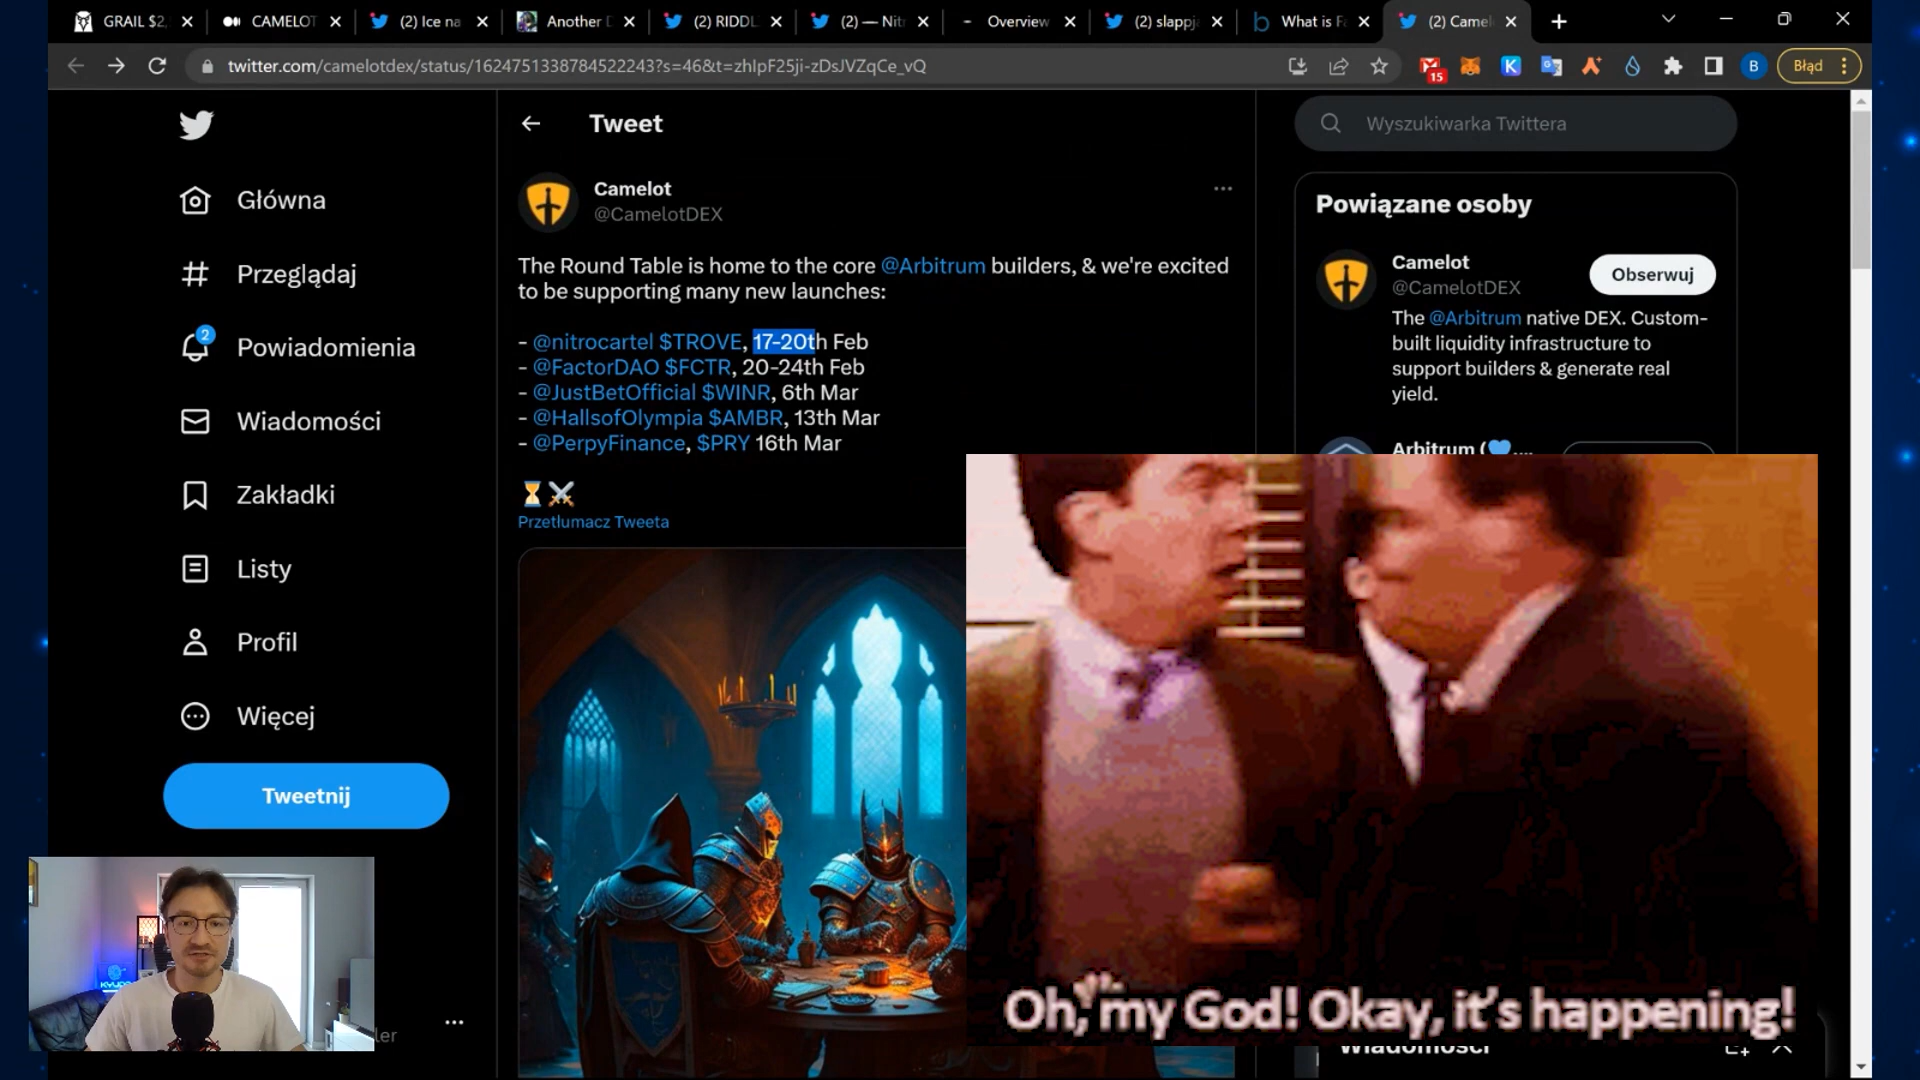 GRAIL $2,
CAMELOT
(2) Ice na
Another D
(2) RIDDL
(2) — Nit
Overview
(2) slappj
What is Fa
(2) Camel
twitter.com/camelotdex/status/1624751338784522243?s=46&t=zhIpF25ji-zDsJVZqCe_vQ
15
K
B
Błąd
Główna
Przeglądaj
2
Powiadomienia
Wiadomości
Zakładki
Listy
Profil
Więcej
Tweetnij
Tweet
Camelot
@CamelotDEX
The Round Table is home to the core @Arbitrum builders, & we're excited
to be supporting many new launches:
- @nitrocartel $TROVE, 17-20th Feb
- @FactorDAO $FCTR, 20-24th Feb
- @JustBetOfficial $WINR, 6th Mar
- @HallsofOlympia $AMBR, 13th Mar
- @PerpyFinance, $PRY 16th Mar
Przetłumacz Tweeta
Wyszukiwarka Twittera
Powiązane osoby
Camelot
@CamelotDEX
Obserwuj
The @Arbitrum native DEX. Custom-
built liquidity infrastructure to
support builders & generate real
yield.
Arbitrum (💙,...
Oh, my God! Okay, it's happening!
Wiadomości
ler